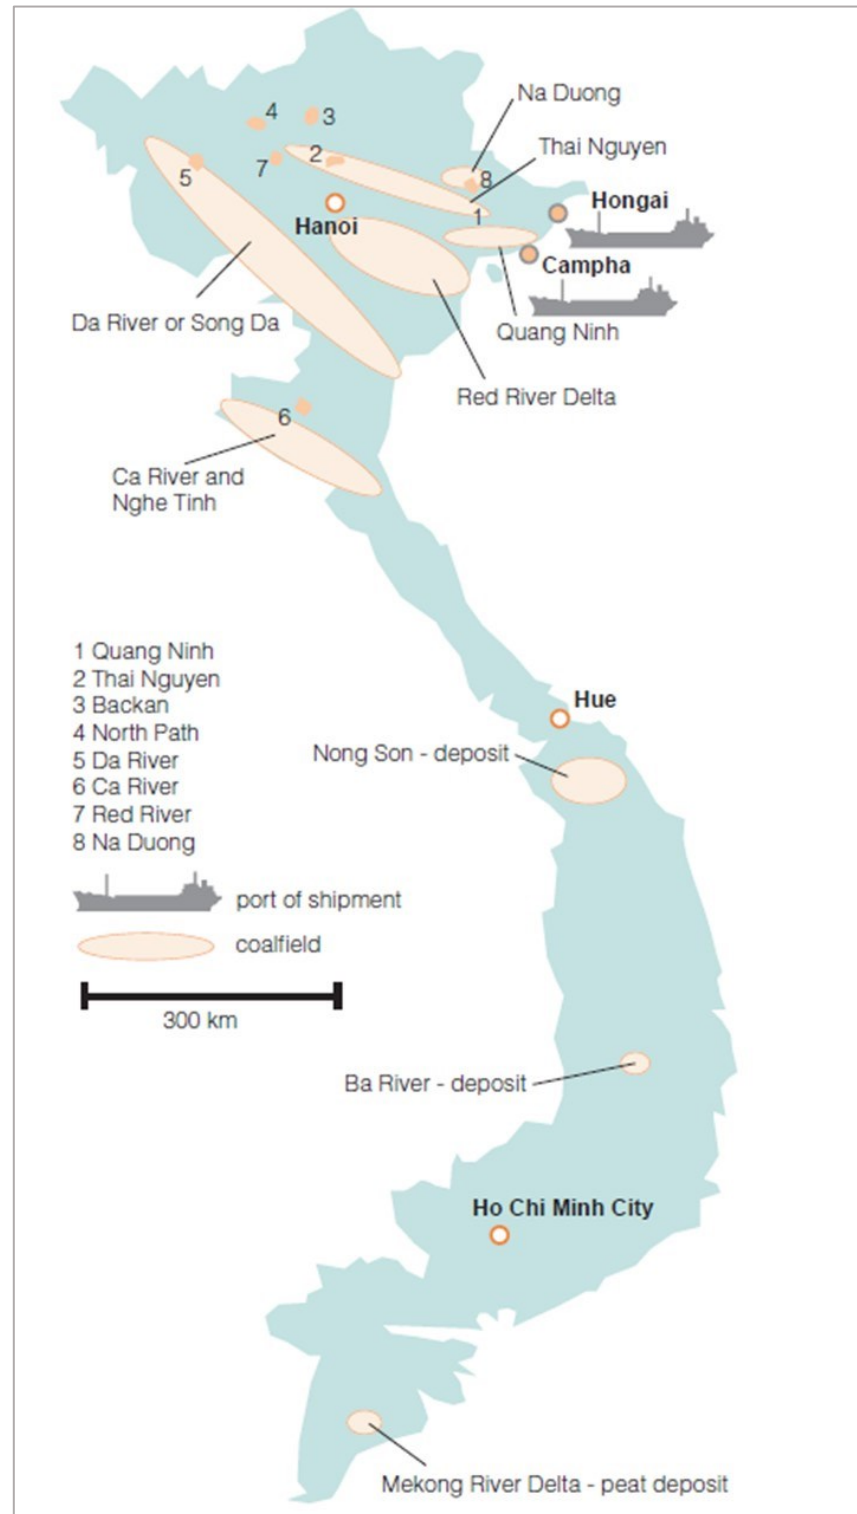 Na Duong
4
3
Thai Nguyen
2
7
5
8
Hongai
1
Hanoi
Campha
Da River or Song Da
Quang Ninh
Red River Delta
6
Ca River and
Nghe Tinh
1 Quang Ninh
2 Thai Nguyen
3 Backan
4 North Path
5 Da River
6 Ca River
7 Red River
8 Na Duong
Hue
Nong Son - deposit
port of shipment
coalfield
300 km
Ba River - deposit
Ho Chi Minh City
Mekong River Delta - peat deposit